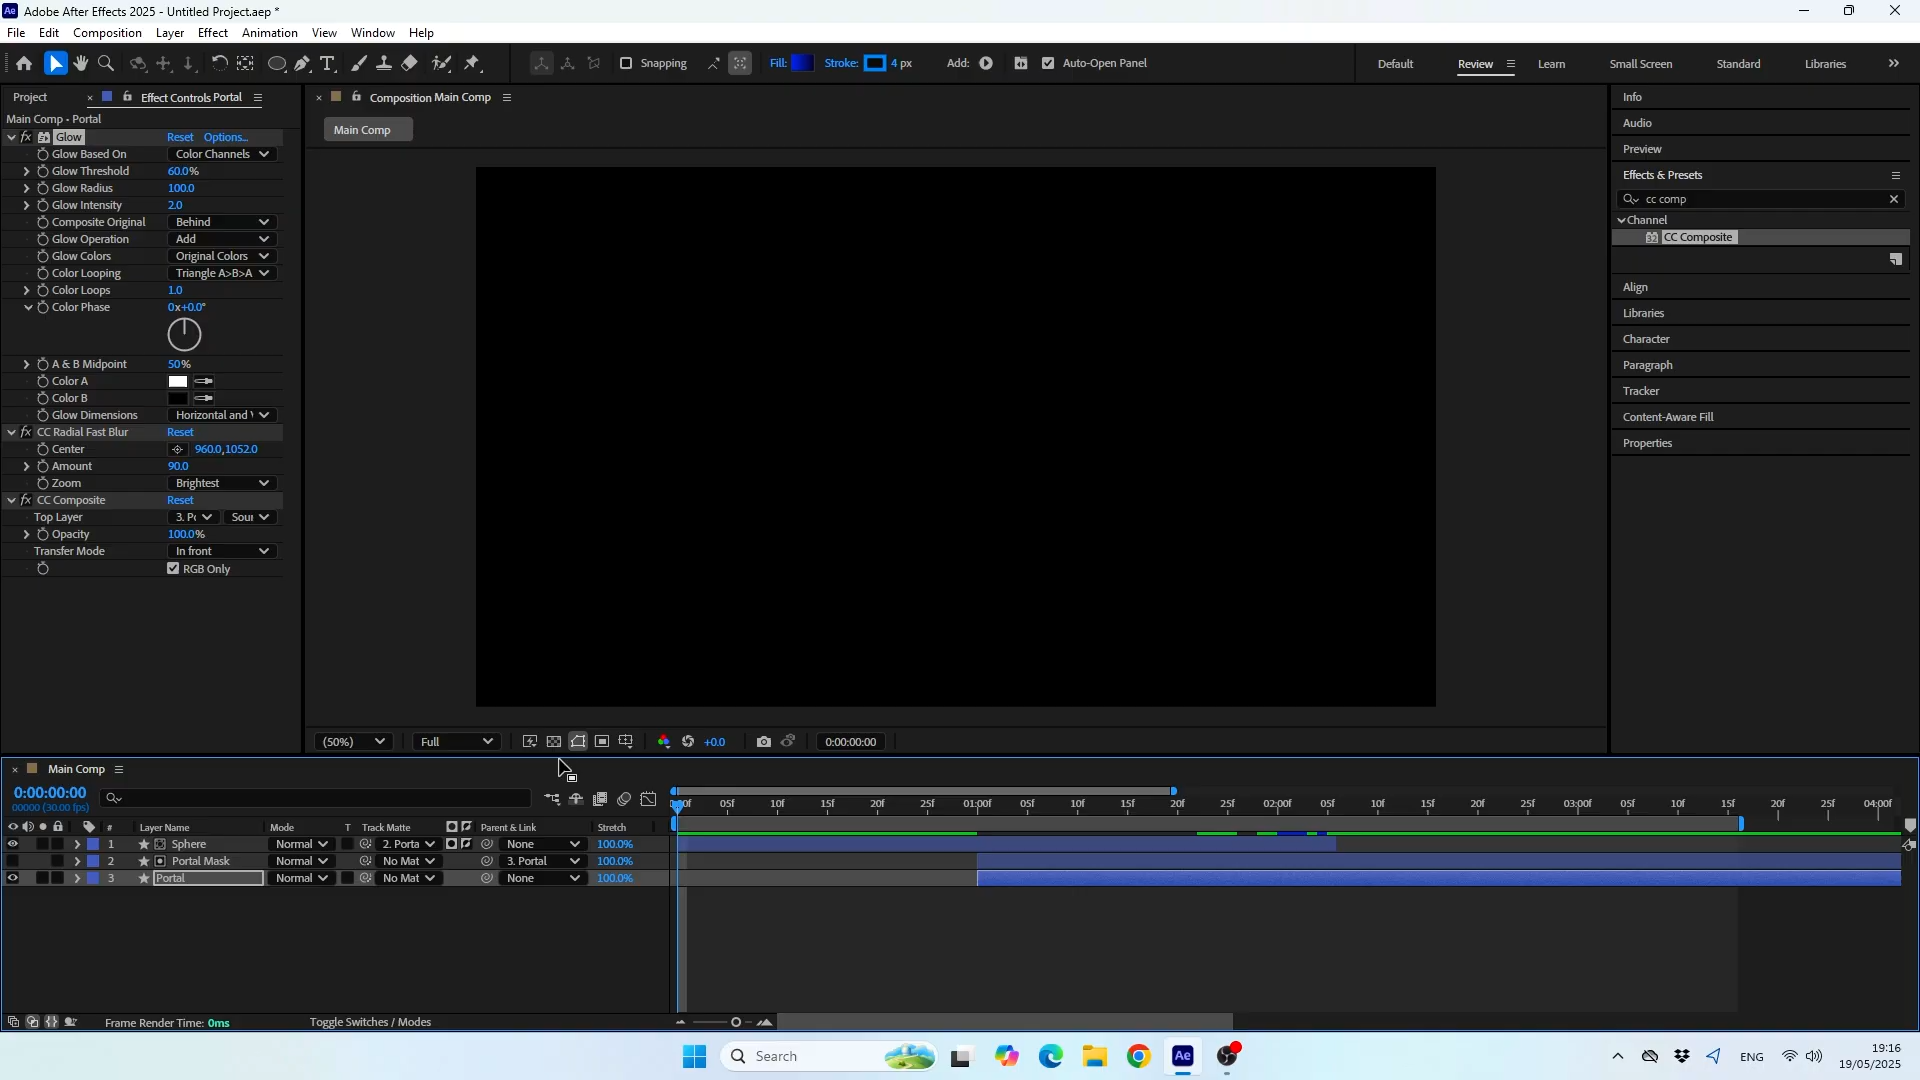 Adobe After Effects 2025 - Untitled Project.aep *
File Edit Composition Layer Effect Animation View Window Help
Snapping Fill: Stroke: 4 px Add: Auto-Open Panel Default Review Learn Small Screen Standard Libraries
Project Effect Controls Portal
Main Comp - Portal
fx Glow Reset Options...
Glow Based On Color Channels
Glow Threshold 60.0%
Glow Radius 100.0
Glow Intensity 2.0
Composite Original Behind
Glow Operation Add
Glow Colors Original Colors
Color Looping Triangle A>B>A
Color Loops 1.0
Color Phase 0x+0.0°
A & B Midpoint 50%
Color A
Color B
Glow Dimensions Horizontal and
fx CC Radial Fast Blur Reset
Center 960.0,1052.0
Amount 90.0
Zoom Brightest
fx CC Composite Reset
Top Layer 3. P Sour
Opacity 100.0%
Transfer Mode In front
RGB Only
Composition Main Comp
Main Comp
(50%) Full +0.0 0:00:00:00
Info
Audio
Preview
Effects & Presets
cc comp
Channel
32 CC Composite
Align
Libraries
Character
Paragraph
Tracker
Content-Aware Fill
Properties
Main Comp
0:00:00:00
00000 (30.00 fps)
05f 10f 15f 20f 25f 01:00f 05f 10f 15f 20f 25f 02:00f 05f 10f 15f 20f 25f 03:00f 05f 10f 15f 20f 25f 04:00f
# Layer Name Mode T Track Matte Parent & Link Stretch
1 Sphere Normal 2. Porta None 100.0%
2 Portal Mask Normal No Mat 3. Portal 100.0%
3 Portal Normal No Mat None 100.0%
Frame Render Time: 0ms Toggle Switches / Modes
Search
Ae
ENG
19:16
19/05/2025